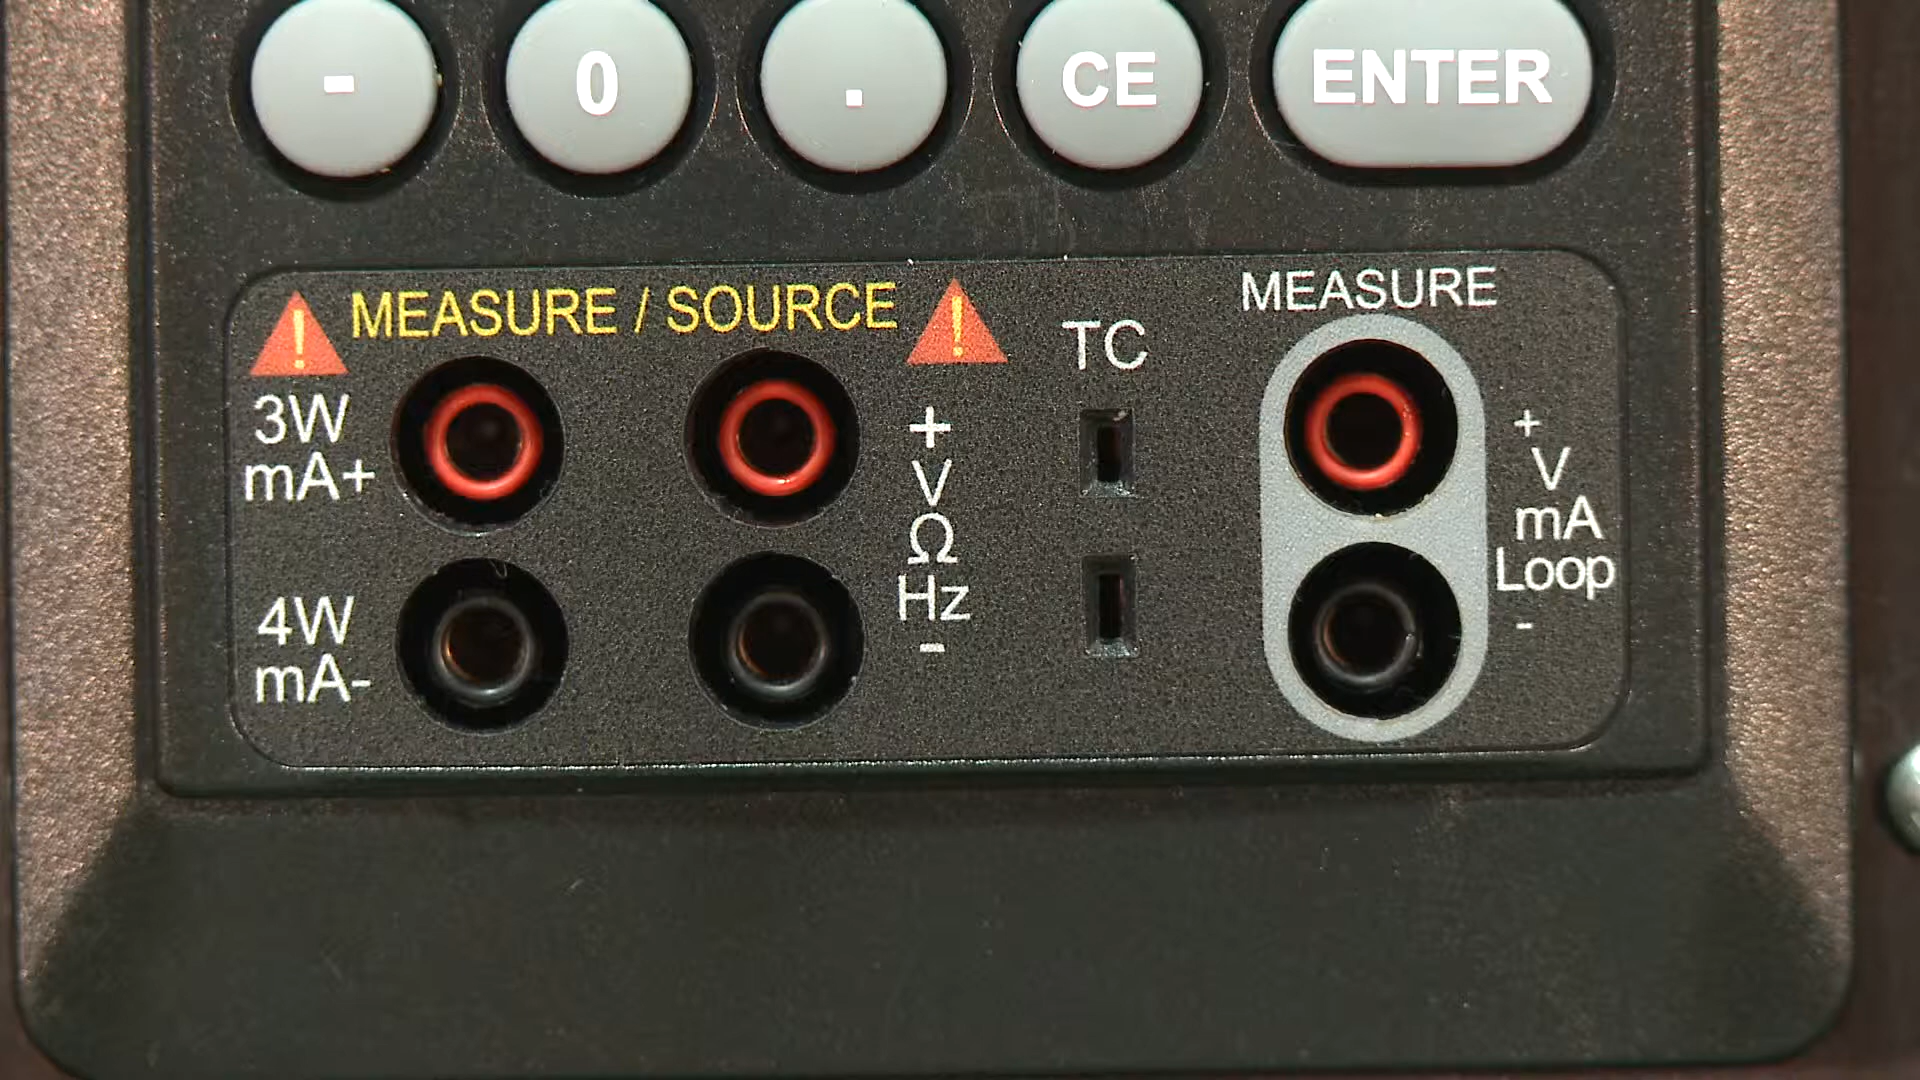 - 0 . CE ENTER
MEASURE / SOURCE
3W
mA+
4W
mA-
+
V
Ω
Hz
-
TC
MEASURE
+
V
mA
Loop
-